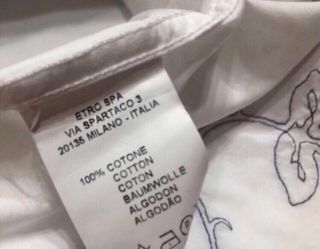 ETRO SPA
VIA SPARTACO 3
20135 MILANO - ITALIA
100% COTONE
COTTON
COTON
BAUMWOLLE
ALGODON
ALGODÃO